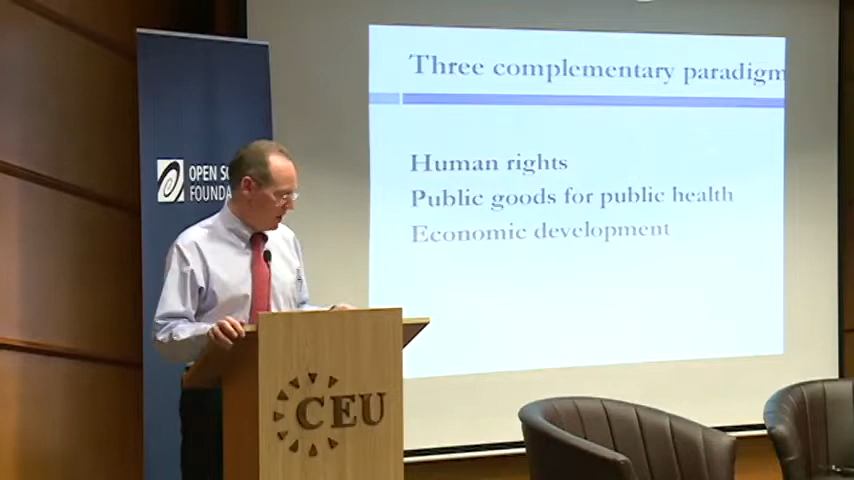 Three complementary paradigm
OPEN SO
FOUNDA
Human rights
Public goods for public health
Economic development
CEU